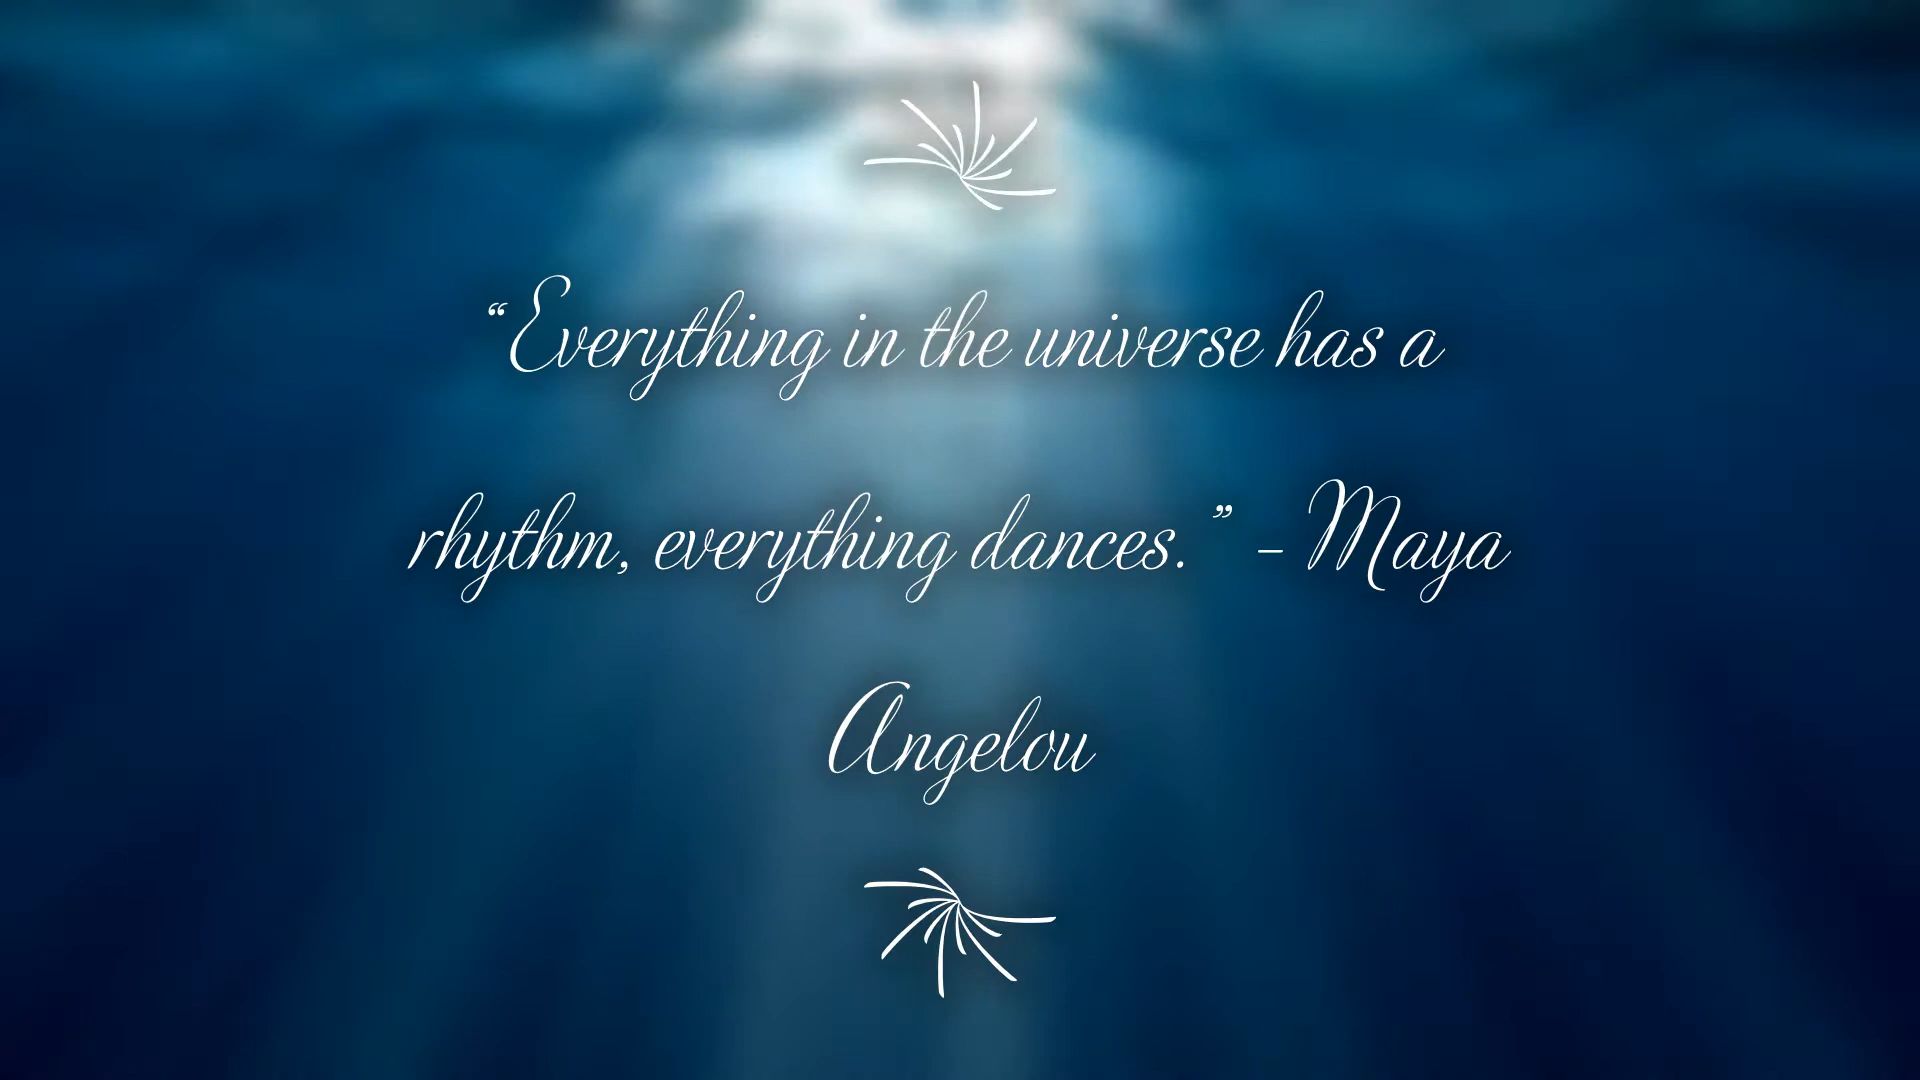 “Everything in the universe has a
rhythm, everything dances.” – Maya
Angelou